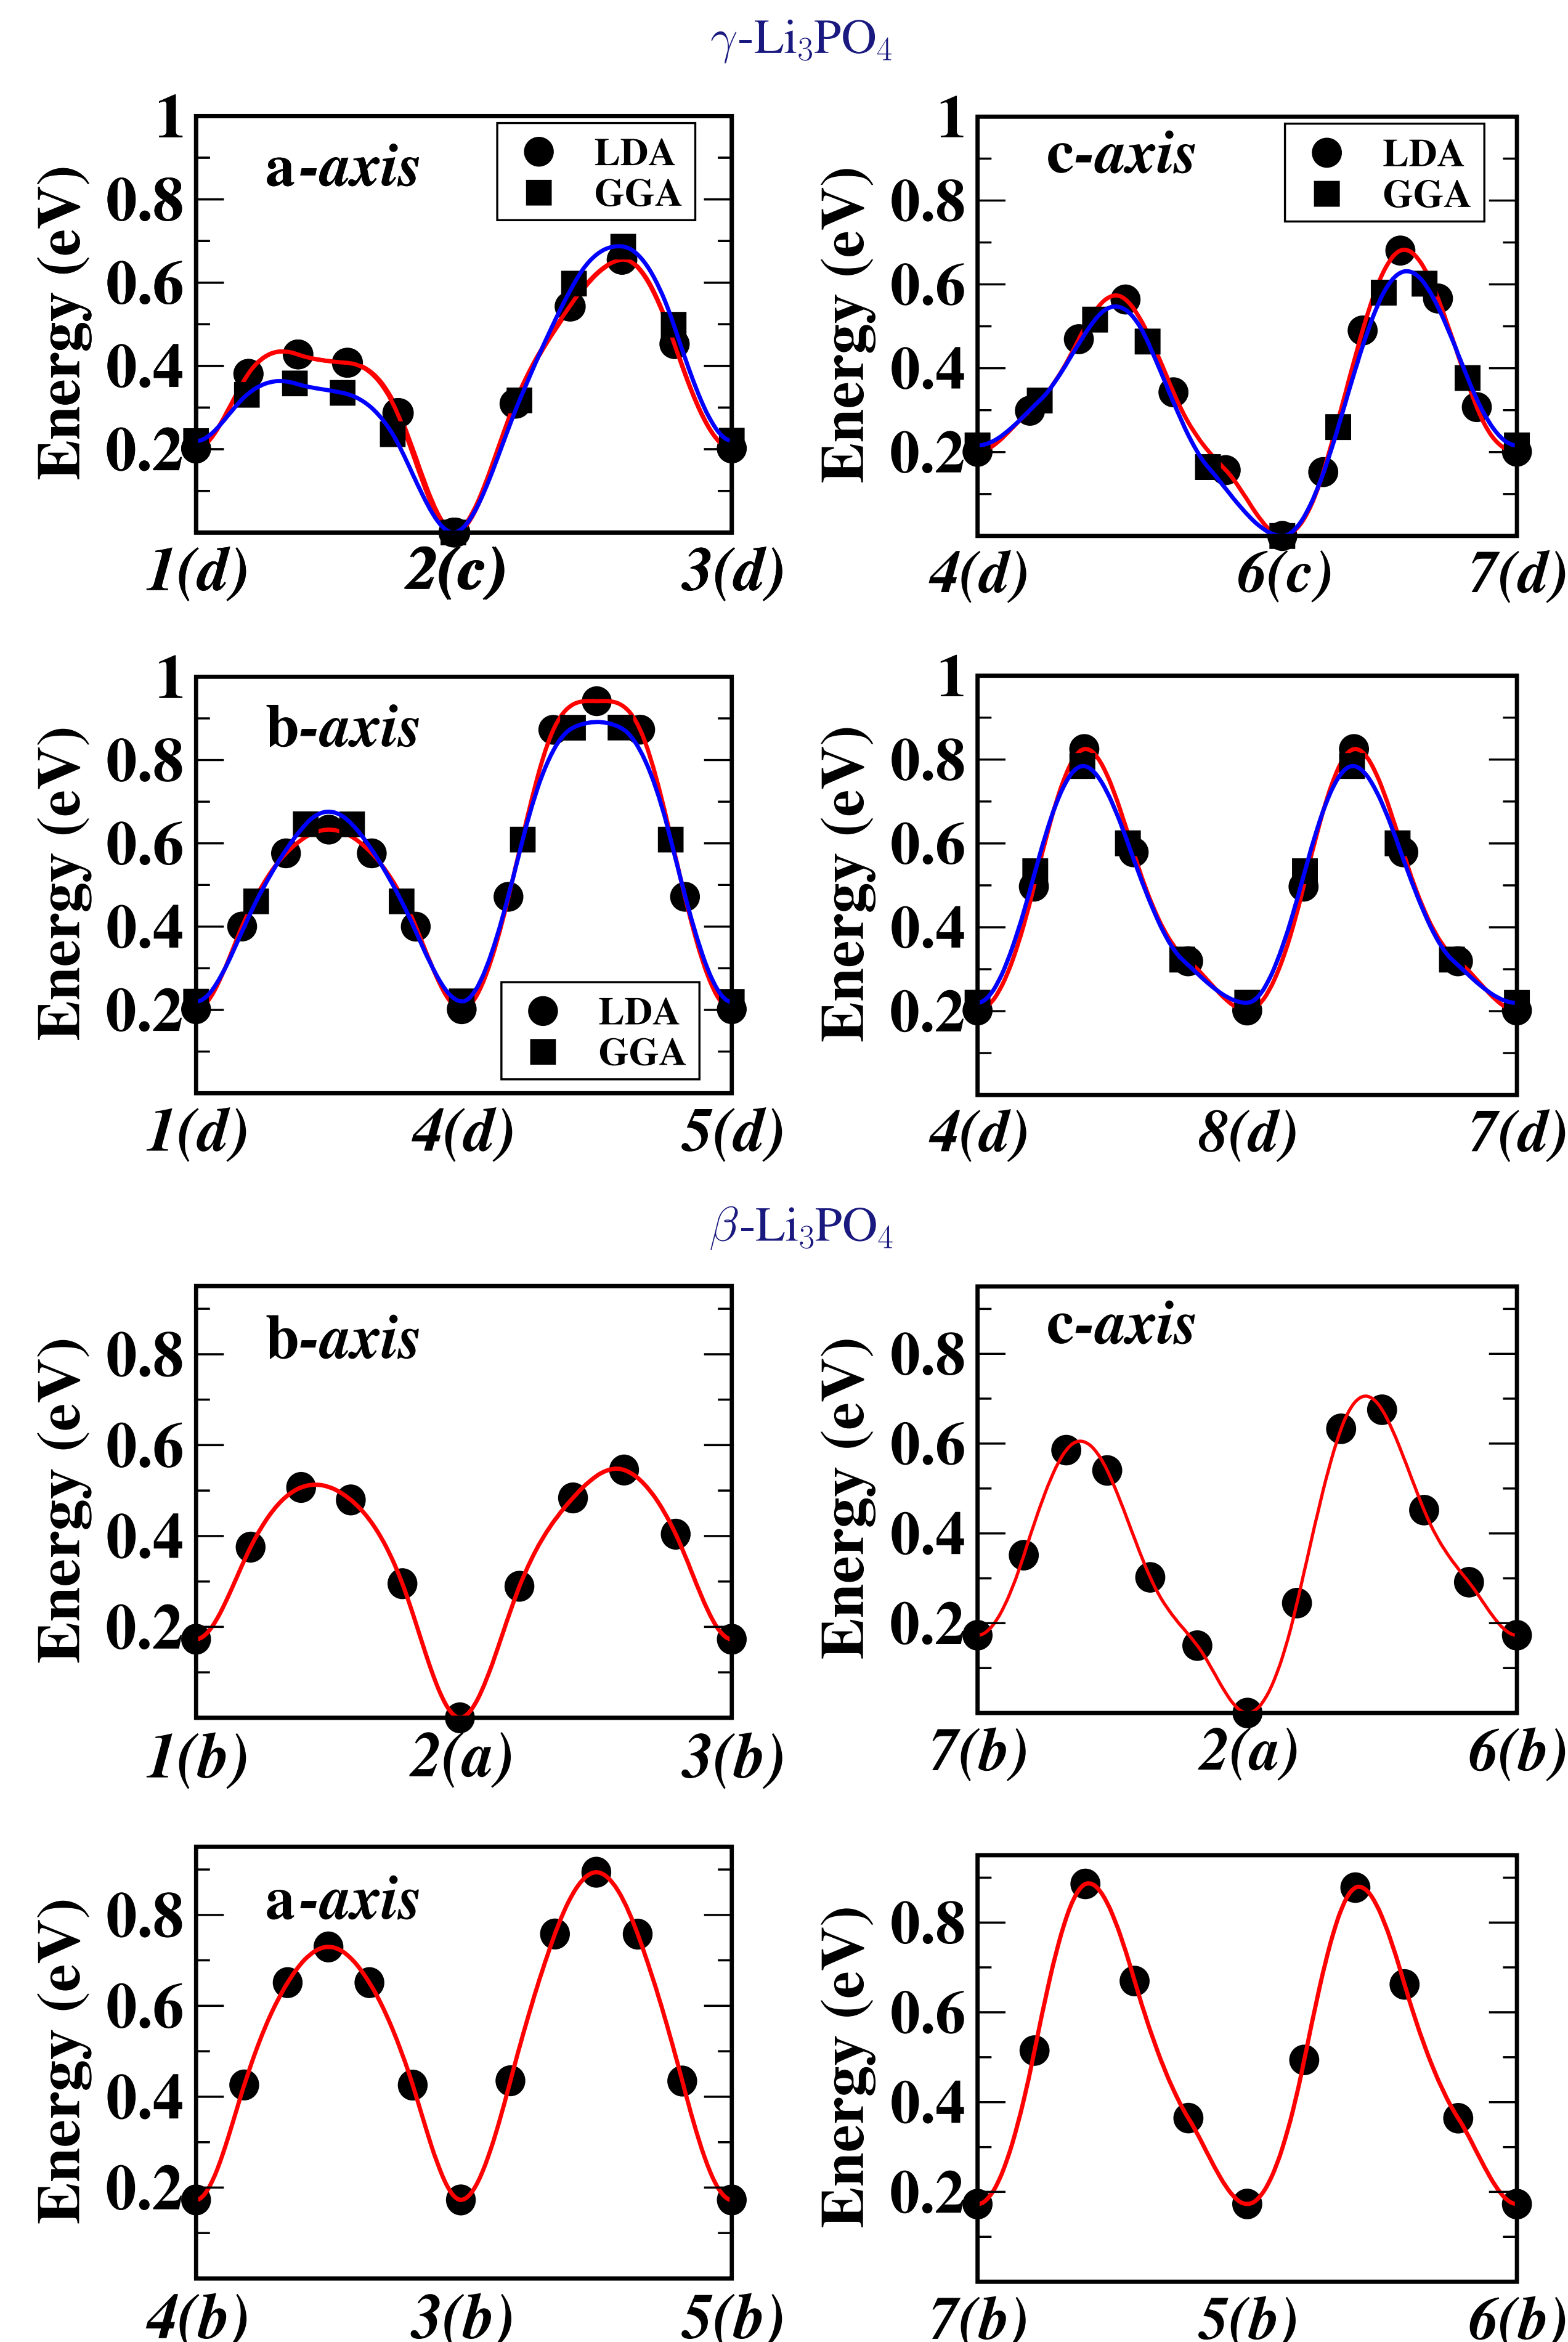 γ-Li₃PO₄
1
0.8
0.6
0.4
0.2
Energy (eV)
a-axis
LDA
GGA
1(d) 2(c) 3(d)
1
0.8
0.6
0.4
0.2
Energy (eV)
c-axis
LDA
GGA
4(d) 6(c) 7(d)
1
0.8
0.6
0.4
0.2
Energy (eV)
b-axis
LDA
GGA
1(d) 4(d) 5(d)
1
0.8
0.6
0.4
0.2
Energy (eV)
4(d) 8(d) 7(d)
β-Li₃PO₄
0.8
0.6
0.4
0.2
Energy (eV)
b-axis
1(b) 2(a) 3(b)
0.8
0.6
0.4
0.2
Energy (eV)
c-axis
7(b) 2(a) 6(b)
0.8
0.6
0.4
0.2
Energy (eV)
a-axis
4(b) 3(b) 5(b)
0.8
0.6
0.4
0.2
Energy (eV)
7(b) 5(b) 6(b)